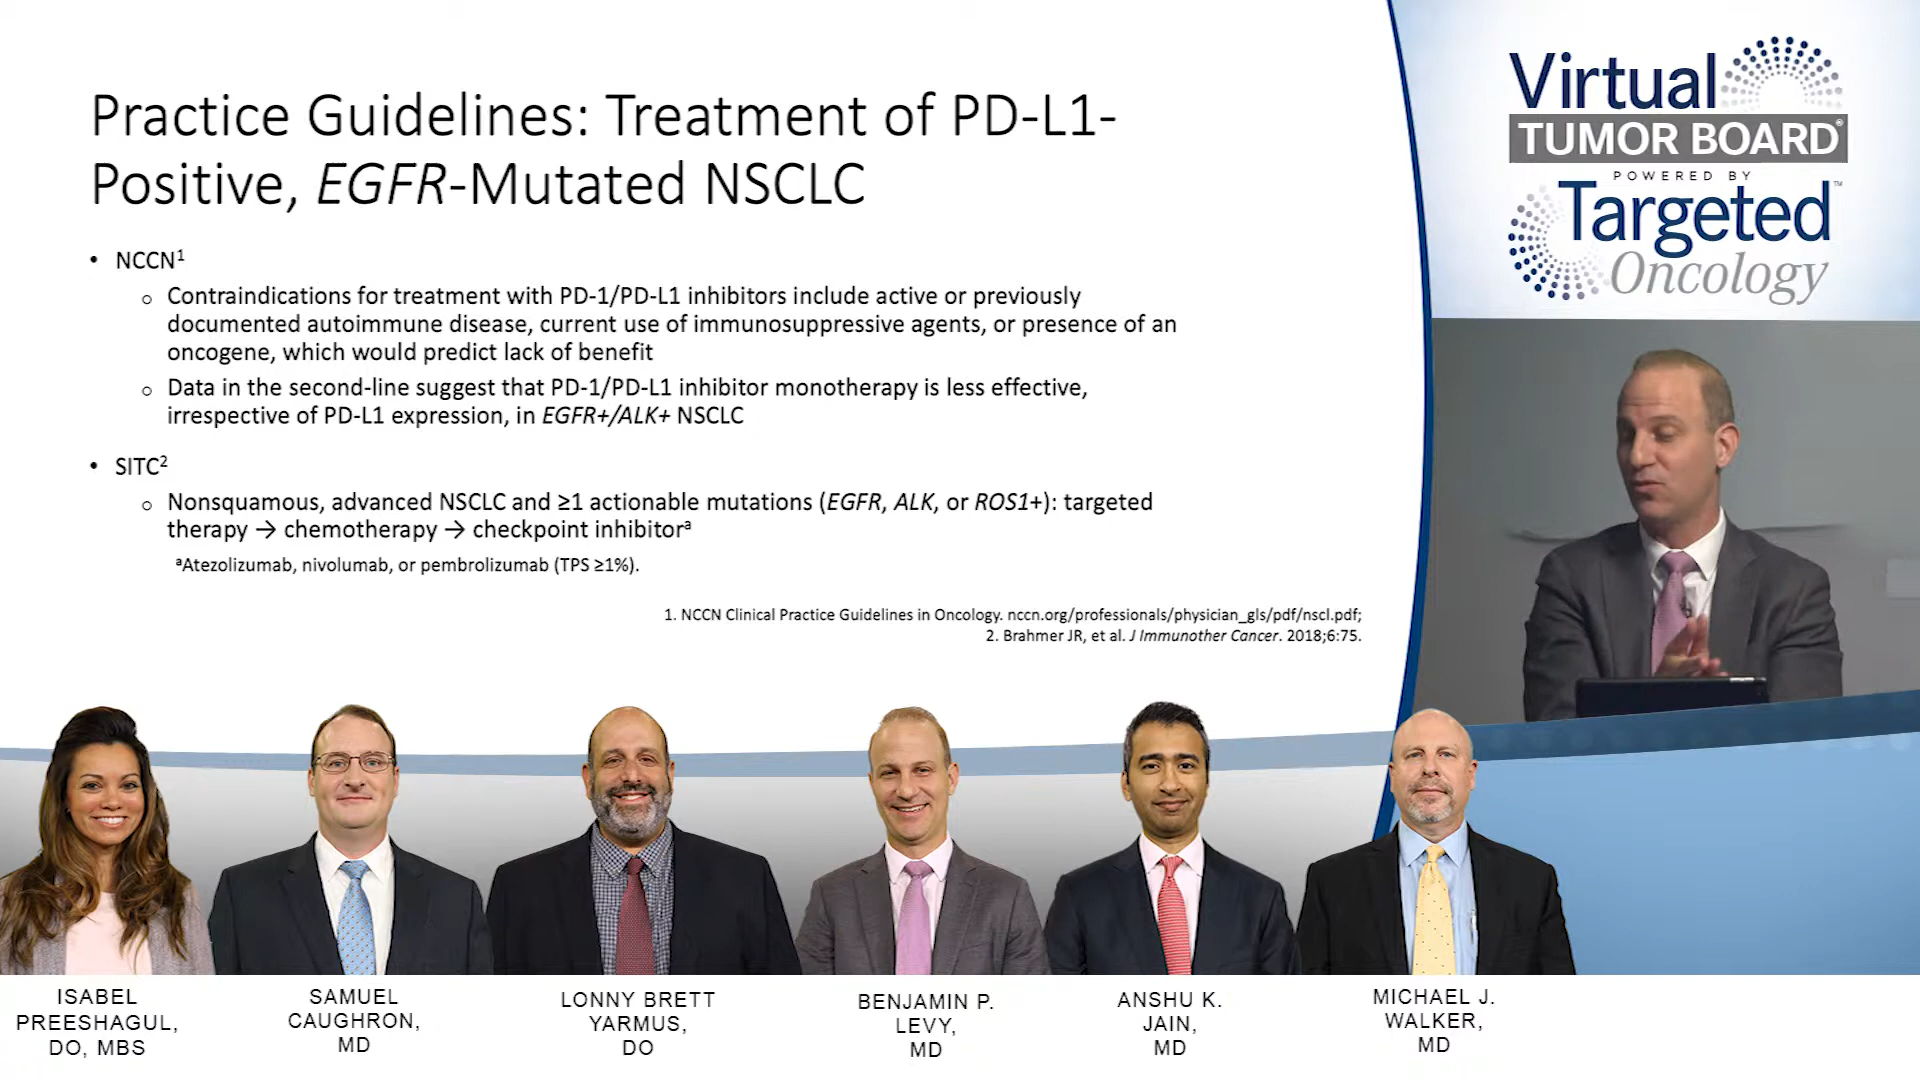 Practice Guidelines: Treatment of PD-L1-
Positive, EGFR-Mutated NSCLC
• NCCN¹
o Contraindications for treatment with PD-1/PD-L1 inhibitors include active or previously
documented autoimmune disease, current use of immunosuppressive agents, or presence of an
oncogene, which would predict lack of benefit
o Data in the second-line suggest that PD-1/PD-L1 inhibitor monotherapy is less effective,
irrespective of PD-L1 expression, in EGFR+/ALK+ NSCLC
• SITC²
o Nonsquamous, advanced NSCLC and ≥1 actionable mutations (EGFR, ALK, or ROS1+): targeted
therapy → chemotherapy → checkpoint inhibitorᵃ
ᵃAtezolizumab, nivolumab, or pembrolizumab (TPS ≥1%).
1. NCCN Clinical Practice Guidelines in Oncology. nccn.org/professionals/physician_gls/pdf/nscl.pdf;
2. Brahmer JR, et al. J Immunother Cancer. 2018;6:75.
Virtual
TUMOR BOARD®
POWERED BY
Targeted™
Oncology
ISABEL
PREESHAGUL,
DO, MBS
SAMUEL
CAUGHRON,
MD
LONNY BRETT
YARMUS,
DO
BENJAMIN P.
LEVY,
MD
ANSHU K.
JAIN,
MD
MICHAEL J.
WALKER,
MD